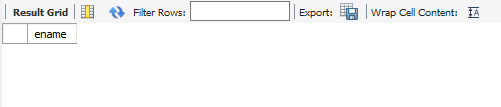 Result Grid Filter Rows: Export: Wrap Cell Content:
ename